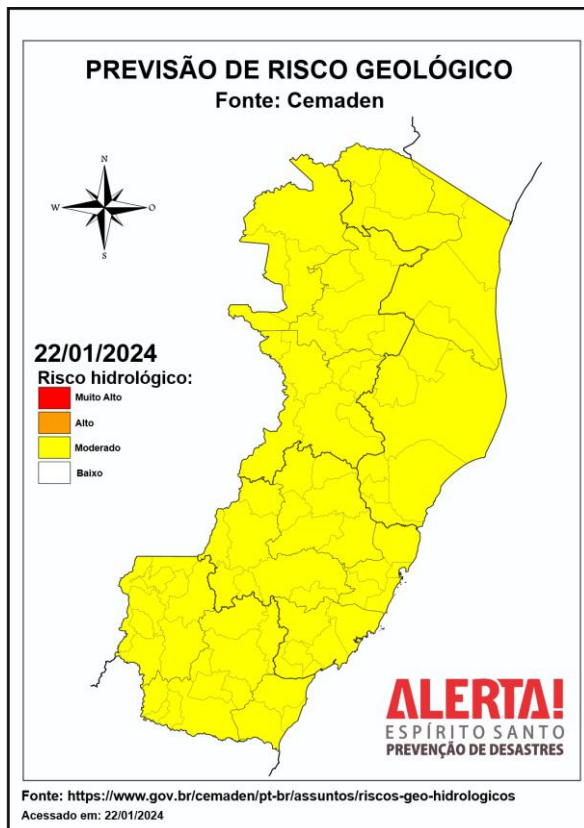 PREVISÃO DE RISCO GEOLÓGICO
Fonte: Cemaden
N
W
O
S
22/01/2024
Risco hidrológico:
Muito Alto
Alto
Moderado
Baixo
ALERTA!
ESPÍRITO SANTO
PREVENÇÃO DE DESASTRES
Fonte: https://www.gov.br/cemaden/pt-br/assuntos/riscos-geo-hidrologicos
Acessado em: 22/01/2024